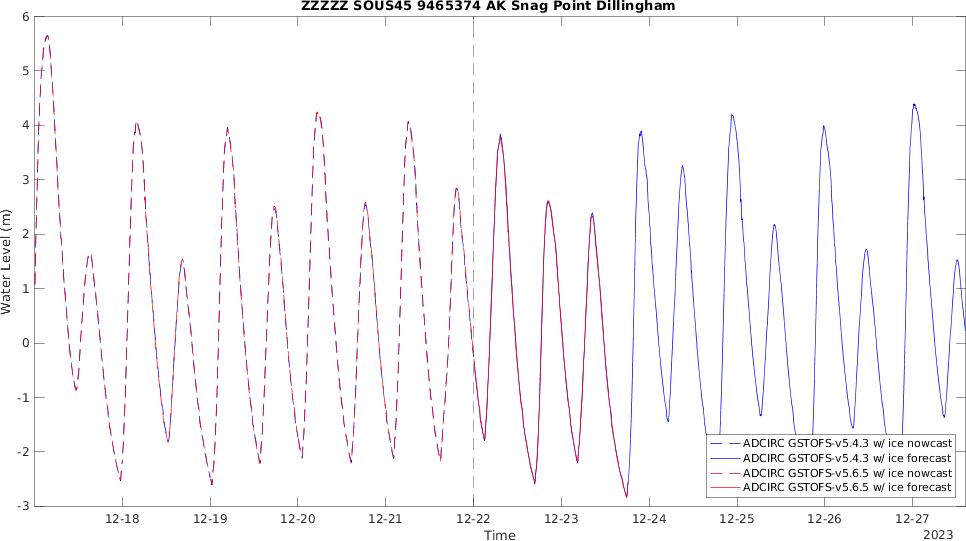 ZZZZZ SOUS45 9465374 AK Snag Point Dillingham
6
5
4
3
2
1
0
-1
-2
-3
Water Level (m)
ADCIRC GSTOFS-v5.4.3 w/ ice nowcast
ADCIRC GSTOFS-v5.4.3 w/ ice forecast
ADCIRC GSTOFS-v5.6.5 w/ ice nowcast
ADCIRC GSTOFS-v5.6.5 w/ ice forecast
12-18 12-19 12-20 12-21 12-22 12-23 12-24 12-25 12-26 12-27
Time
2023